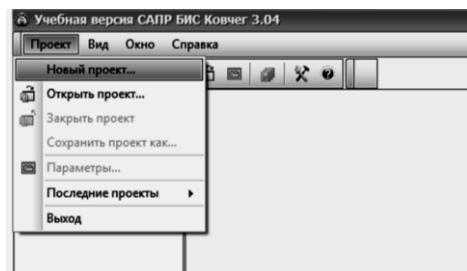 Учебная версия САПР БИС Ковчег 3.04
Проект Вид Окно Справка
Новый проект...
Открыть проект...
Закрыть проект
Сохранить проект как...
Параметры...
Последние проекты
Выход